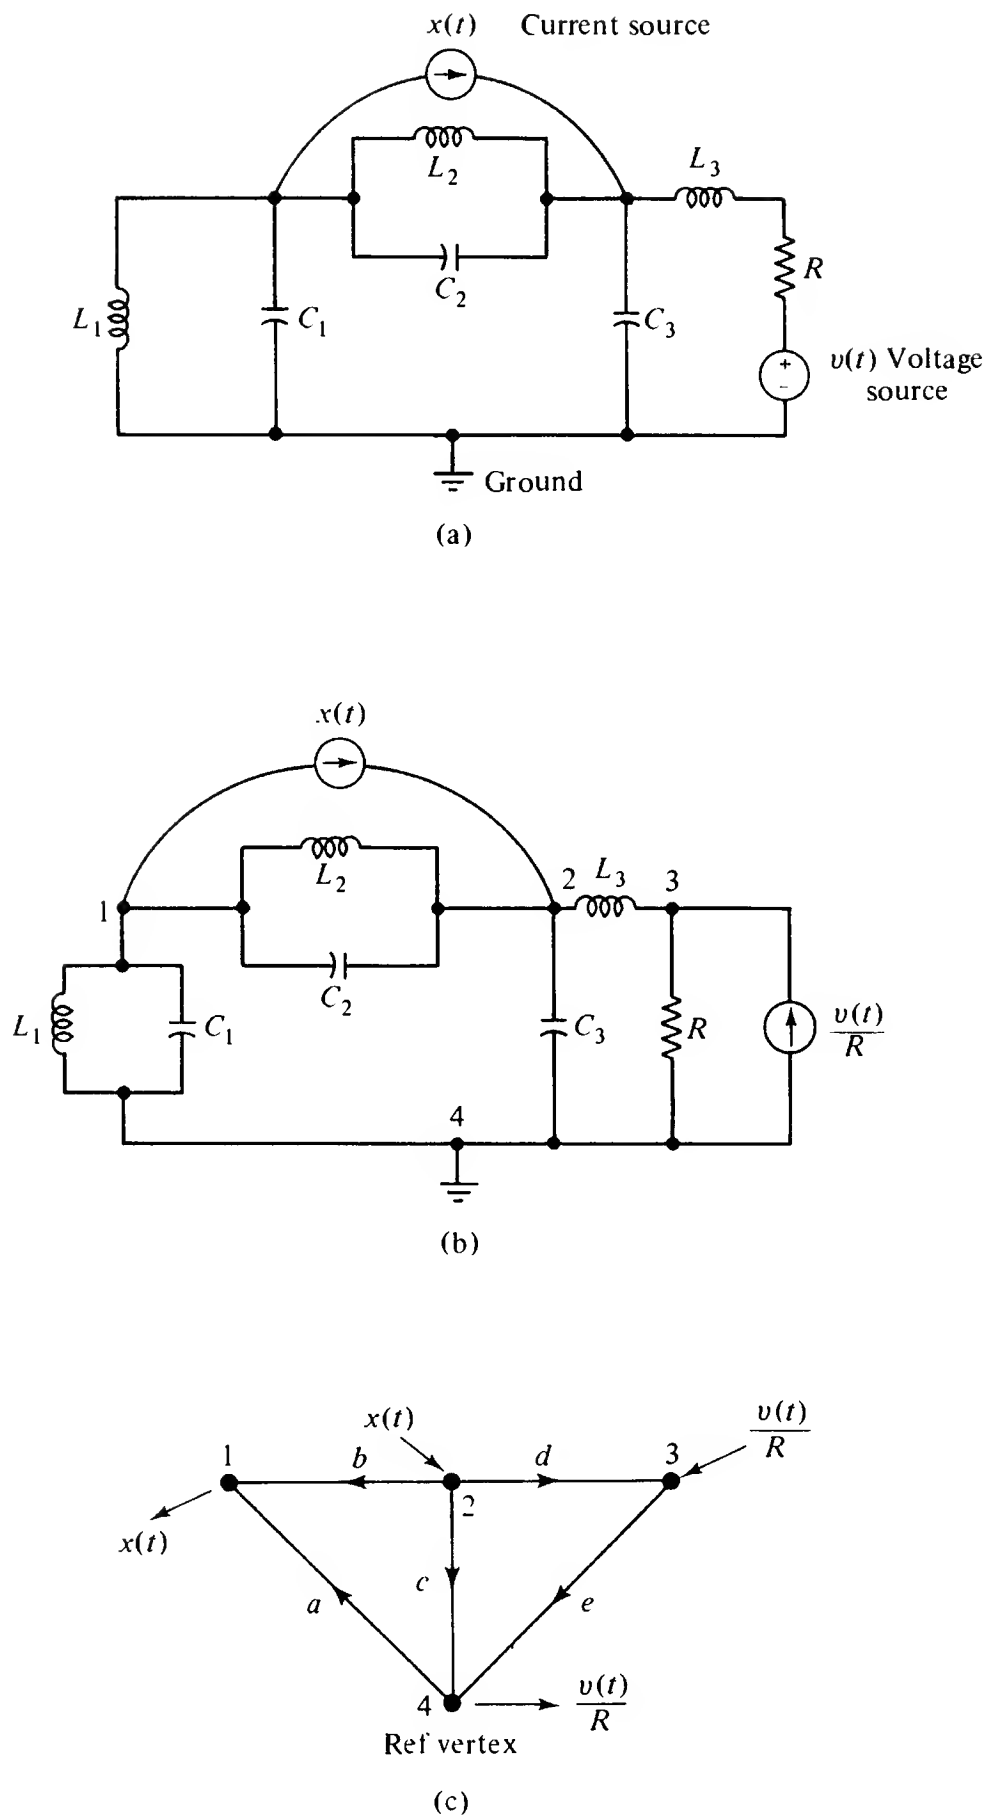 x(t) Current source
L₂
L₃
C₂
R
L₁
C₁
C₃
+
-
υ(t) Voltage
source
Ground
(a)
x(t)
L₂
1
2
L₃
3
C₂
L₁
C₁
C₃
R
υ(t)
R
4
(b)
x(t)
υ(t)
R
1
b
d
3
2
x(t)
a
c
e
4
υ(t)
R
Ref vertex
(c)